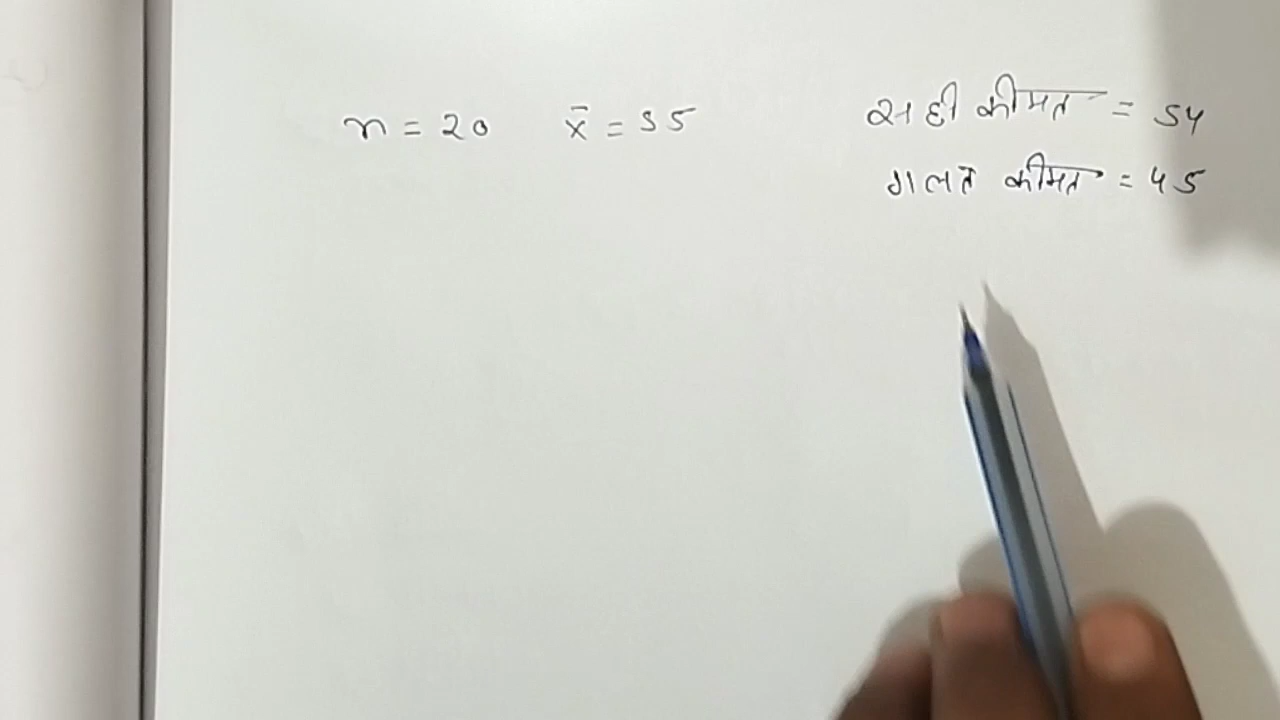 n = 20 x̄ = 35 सही कीमत = 54
गलत कीमत = 45